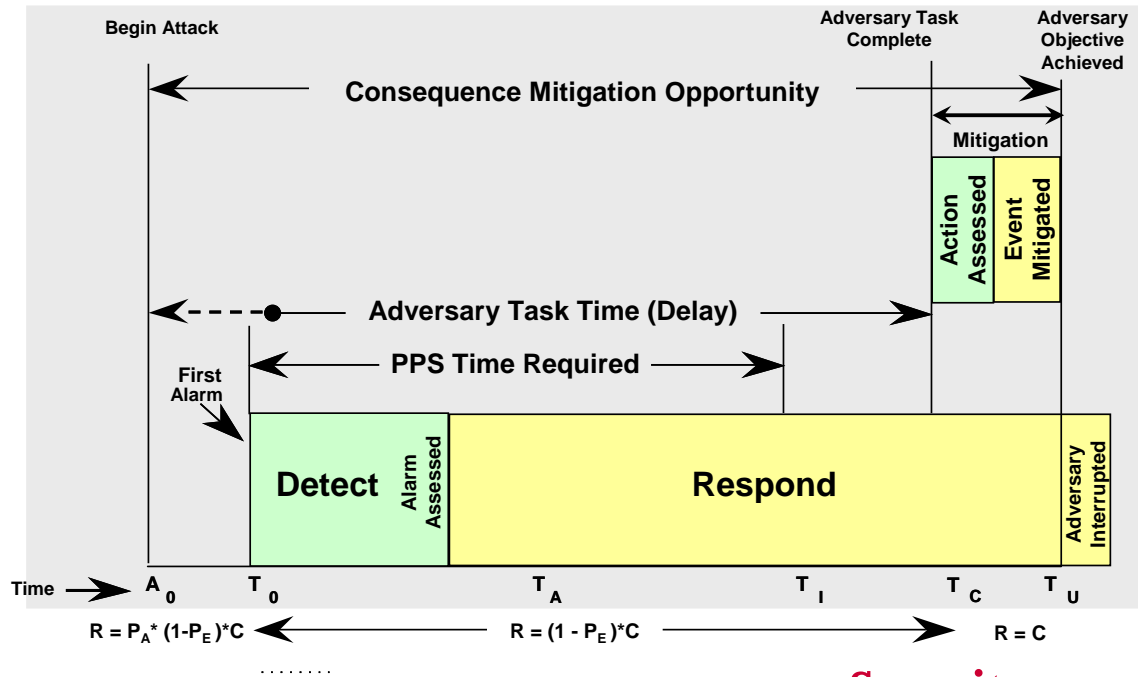 Begin Attack
Adversary Task
Complete
Adversary
Objective
Achieved
Consequence Mitigation Opportunity
Mitigation
Action
Assessed
Event
Mitigated
Adversary Task Time (Delay)
PPS Time Required
First
Alarm
Detect
Alarm
Assessed
Respond
Adversary
Interrupted
Time
A0
T0
TA
TI
TC
TU
R = PA* (1-PE)*C
R = (1 - PE)*C
R = C